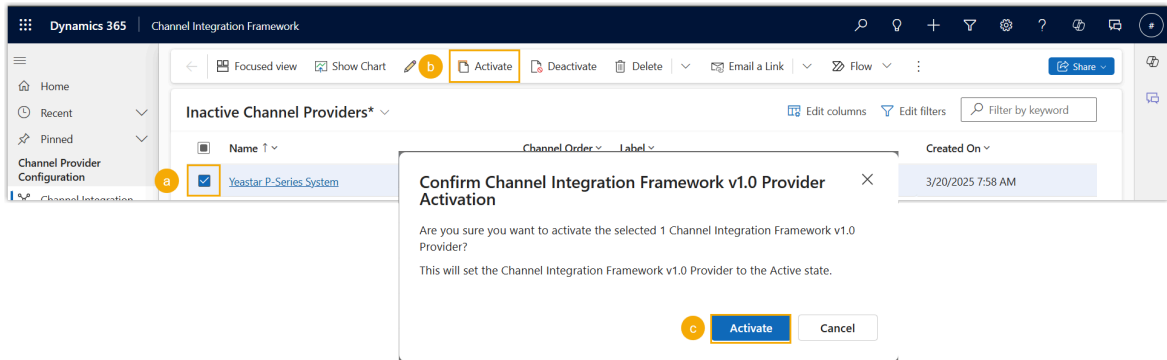 Dynamics 365 Channel Integration Framework #
Focused view Show Chart b Activate Deactivate Delete Email a Link Flow Share
Home
Recent
Pinned
Channel Provider
Configuration
Channel Integration
Inactive Channel Providers*
Edit columns Edit filters Filter by keyword
Name ↑ Channel Order Label Created On
a Yeastar P-Series System 3/20/2025 7:58 AM
Confirm Channel Integration Framework v1.0 Provider
Activation
Are you sure you want to activate the selected 1 Channel Integration Framework v1.0
Provider?
This will set the Channel Integration Framework v1.0 Provider to the Active state.
c Activate Cancel